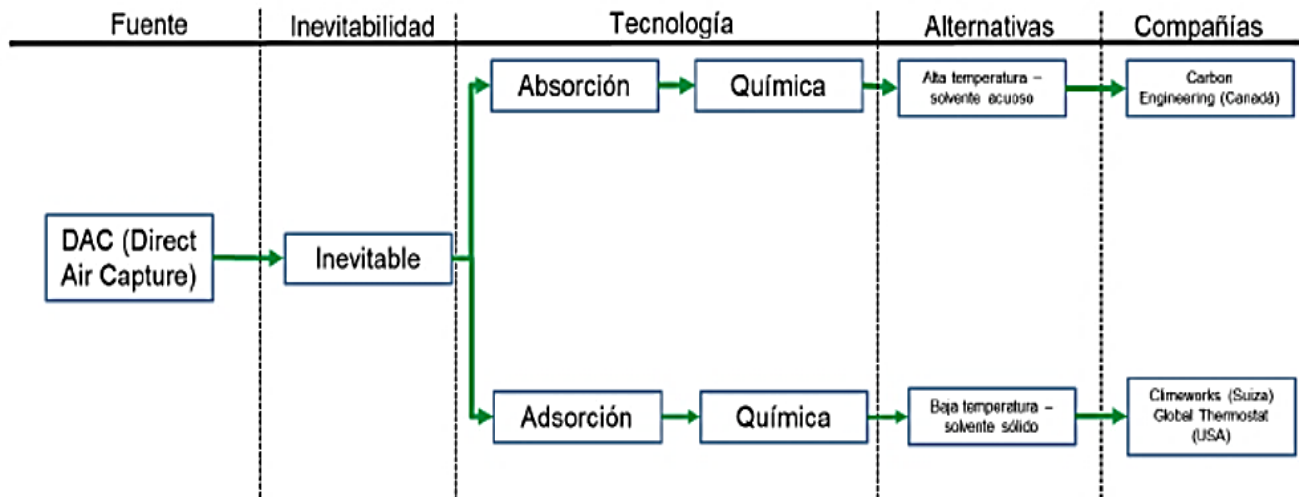 Fuente
Inevitabilidad
Tecnología
Alternativas
Compañías
Absorción
Química
Alta temperatura –
solvente acuoso
Carbon
Engineering (Canadá)
DAC (Direct
Air Capture)
Inevitable
Adsorción
Química
Baja temperatura –
solvente sólido
Climeworks (Suiza)
Global Thermostat
(USA)